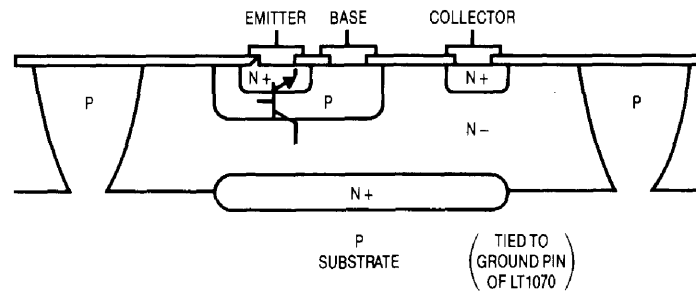 EMITTER BASE COLLECTOR
N+ N+
P P P
N–
N+
P
SUBSTRATE
(TIED TO
GROUND PIN
OF LT1070)